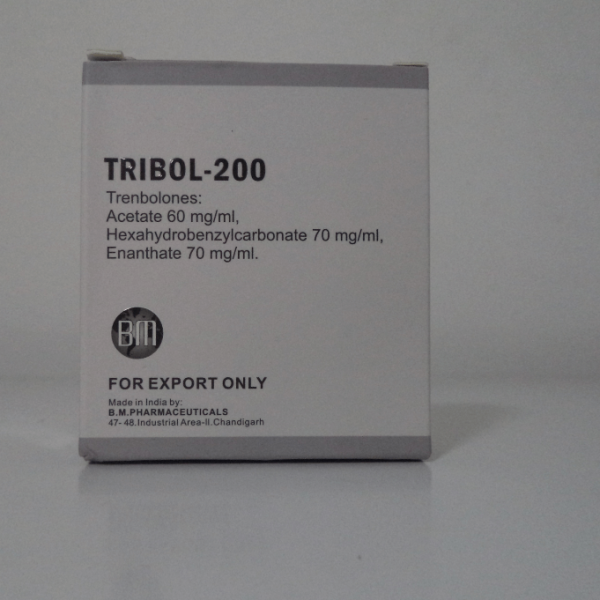 TRIBOL-200
Trenbolones:
Acetate 60 mg/ml,
Hexahydrobenzylcarbonate 70 mg/ml,
Enanthate 70 mg/ml.
BM
FOR EXPORT ONLY
Made in India by:
B.M.PHARMACEUTICALS
47-48.Industrial Area-II.Chandigarh